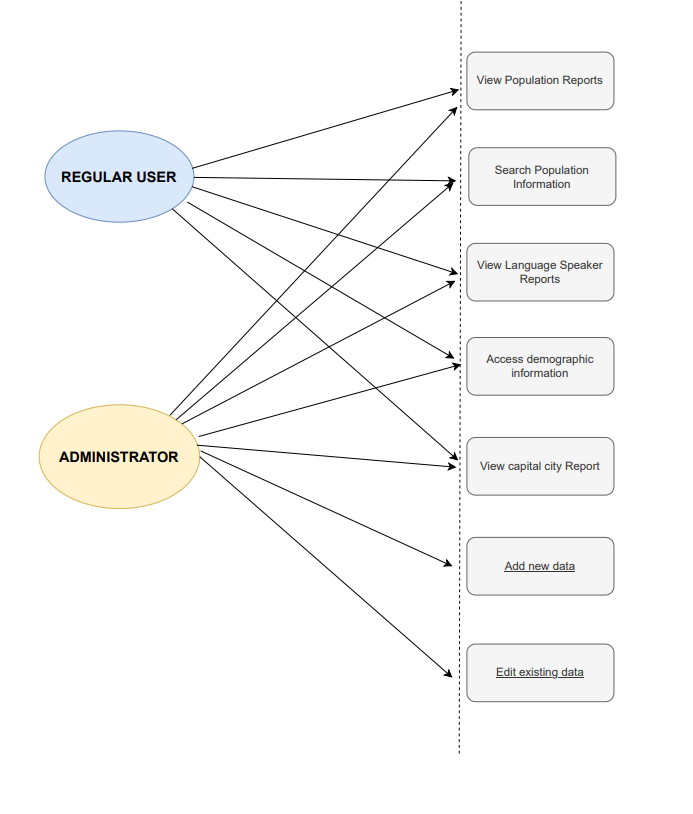 View Population Reports
REGULAR USER
Search Population
Information
View Language Speaker
Reports
Access demographic
information
ADMINISTRATOR
View capital city Report
Add new data
Edit existing data